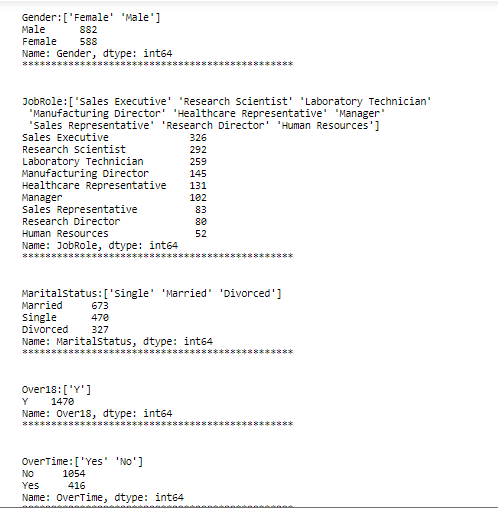 Gender:['Female' 'Male']
Male      882
Female    588
Name: Gender, dtype: int64
***********************************************
JobRole:['Sales Executive' 'Research Scientist' 'Laboratory Technician'
 'Manufacturing Director' 'Healthcare Representative' 'Manager'
 'Sales Representative' 'Research Director' 'Human Resources']
Sales Executive              326
Research Scientist           292
Laboratory Technician        259
Manufacturing Director       145
Healthcare Representative    131
Manager                      102
Sales Representative          83
Research Director             80
Human Resources               52
Name: JobRole, dtype: int64
***********************************************
MaritalStatus:['Single' 'Married' 'Divorced']
Married     673
Single      470
Divorced    327
Name: MaritalStatus, dtype: int64
***********************************************
Over18:['Y']
Y    1470
Name: Over18, dtype: int64
***********************************************
OverTime:['Yes' 'No']
No     1054
Yes     416
Name: OverTime, dtype: int64
***********************************************